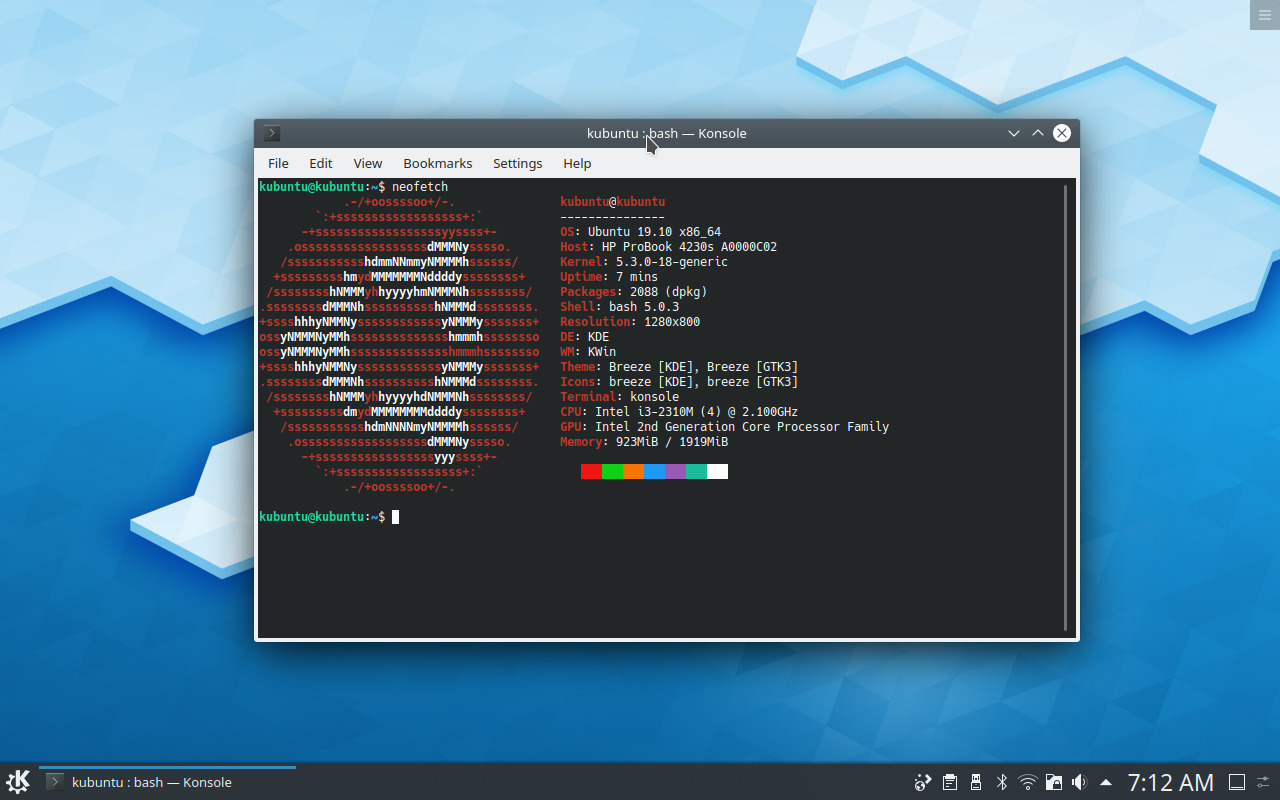 kubuntu : bash — Konsole
File Edit View Bookmarks Settings Help
kubuntu@kubuntu:~$ neofetch
.-/+oossssoo+/-. kubuntu@kubuntu
`:+ssssssssssssssssss+:` ---------------
-+ssssssssssssssssssyyssss+- OS: Ubuntu 19.10 x86_64
.ossssssssssssssssssdMMMNysssso. Host: HP ProBook 4230s A0000C02
/ssssssssssshdmmNNmmyNMMMMhssssss/ Kernel: 5.3.0-18-generic
+ssssssssshmydMMMMMMMNddddyssssssss+ Uptime: 7 mins
/sssssssshNMMMyhhyyyyhmNMMMNhssssssss/ Packages: 2088 (dpkg)
.ssssssssdMMMNhsssssssssshNMMMdssssssss. Shell: bash 5.0.3
+sssshhhyNMMNyssssssssssssyNMMMysssssss+ Resolution: 1280x800
ossyNMMMNyMMhsssssssssssssshmmmhssssssso DE: KDE
ossyNMMMNyMMhsssssssssssssshmmmhssssssso WM: KWin
+sssshhhyNMMNyssssssssssssyNMMMysssssss+ Theme: Breeze [KDE], Breeze [GTK3]
.ssssssssdMMMNhsssssssssshNMMMdssssssss. Icons: breeze [KDE], breeze [GTK3]
/sssssssshNMMMyhhyyyyhdNMMMNhssssssss/ Terminal: konsole
+sssssssssdmydMMMMMMMMddddyssssssss+ CPU: Intel i3-2310M (4) @ 2.100GHz
/ssssssssssshdmNNNNmyNMMMMhssssss/ GPU: Intel 2nd Generation Core Processor Family
.ossssssssssssssssssdMMMNysssso. Memory: 923MiB / 1919MiB
-+sssssssssssssssssyyyssss+-
`:+ssssssssssssssssss+:`
.-/+oossssoo+/-.
kubuntu@kubuntu:~$
kubuntu : bash — Konsole 7:12 AM